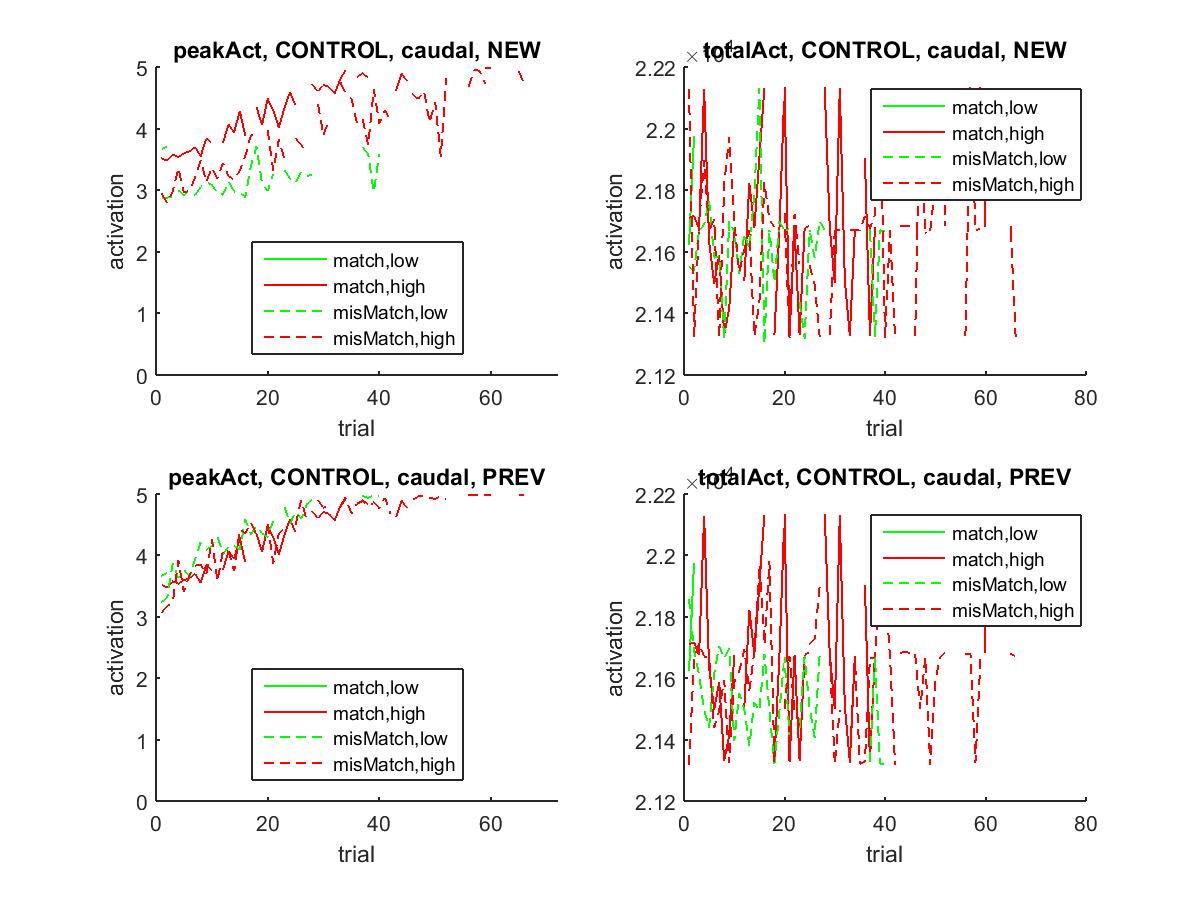 peakAct, CONTROL, caudal, NEW
5
4
3
2
1
0
activation
0 20 40 60
trial
match,low
match,high
misMatch,low
misMatch,high
totalAct, CONTROL, caudal, NEW
2.22
2.2
2.18
2.16
2.14
2.12
activation
0 20 40 60 80
trial
match,low
match,high
misMatch,low
misMatch,high
peakAct, CONTROL, caudal, PREV
5
4
3
2
1
0
activation
0 20 40 60
trial
match,low
match,high
misMatch,low
misMatch,high
totalAct, CONTROL, caudal, PREV
2.22
2.2
2.18
2.16
2.14
2.12
activation
0 20 40 60 80
trial
match,low
match,high
misMatch,low
misMatch,high